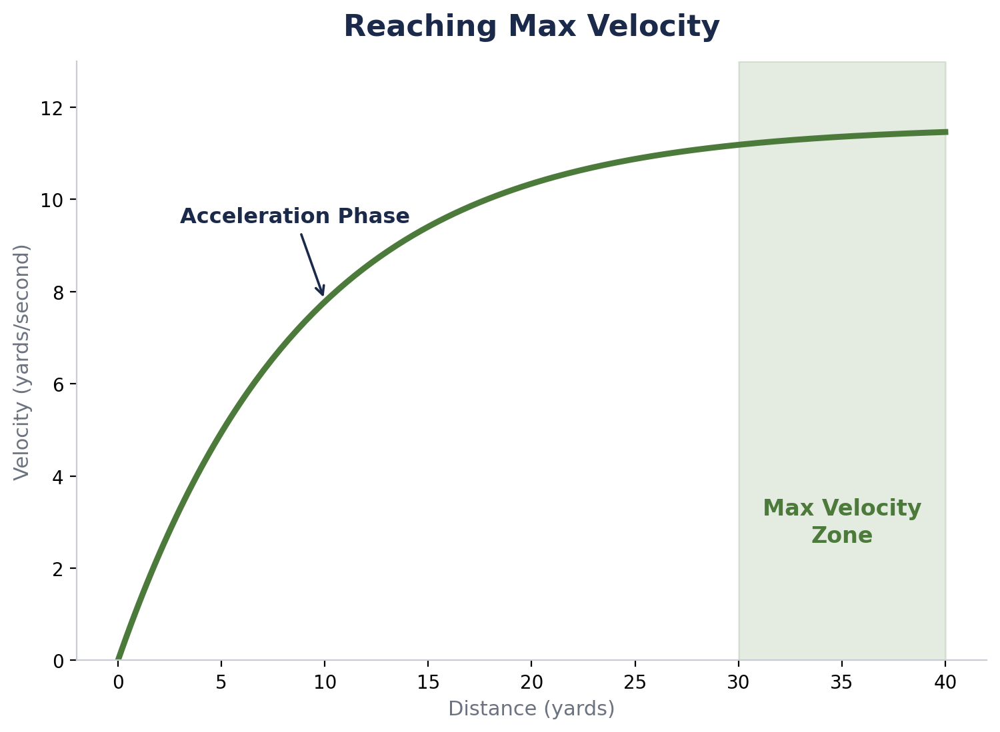 Reaching Max Velocity
12
10
8
6
4
2
0
Velocity (yards/second)
Acceleration Phase
Max Velocity
Zone
0 5 10 15 20 25 30 35 40
Distance (yards)